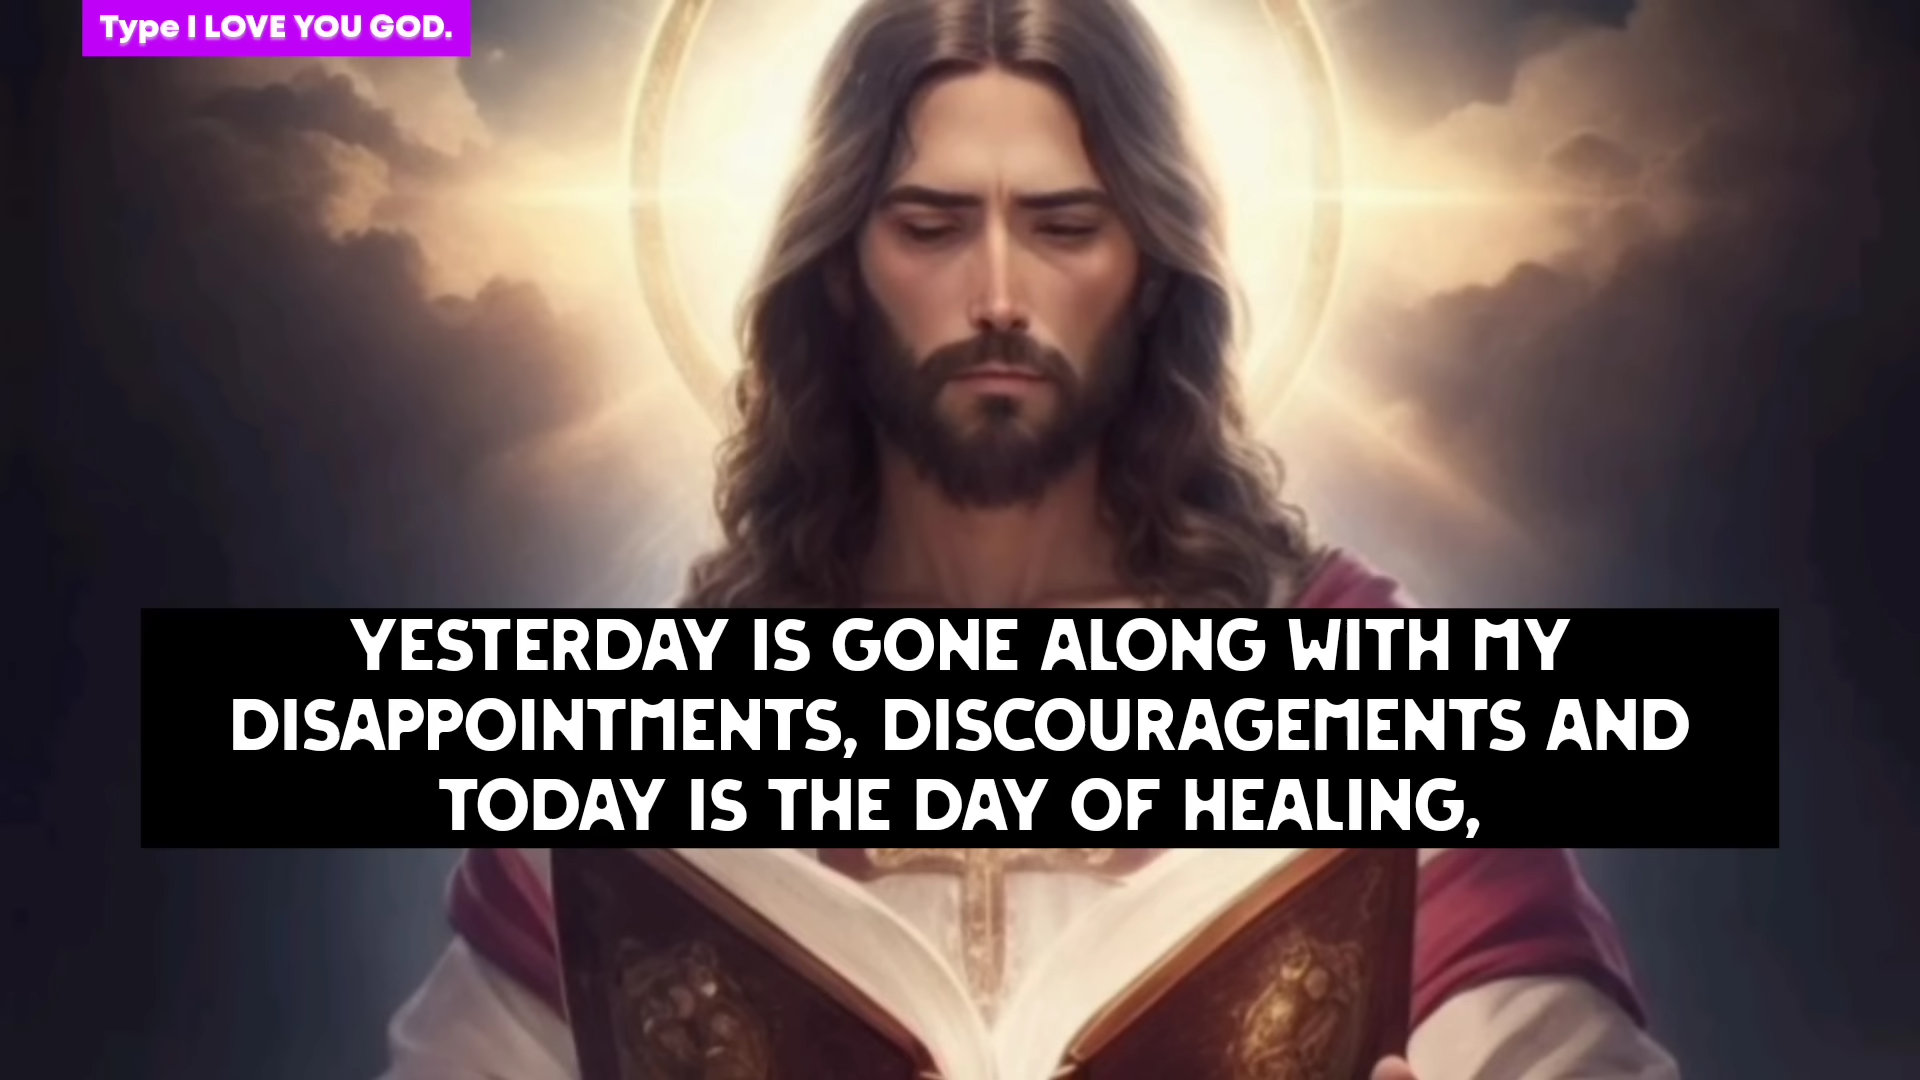 Type I LOVE YOU GOD.
YESTERDAY IS GONE ALONG WITH MY
DISAPPOINTMENTS, DISCOURAGEMENTS AND
TODAY IS THE DAY OF HEALING,